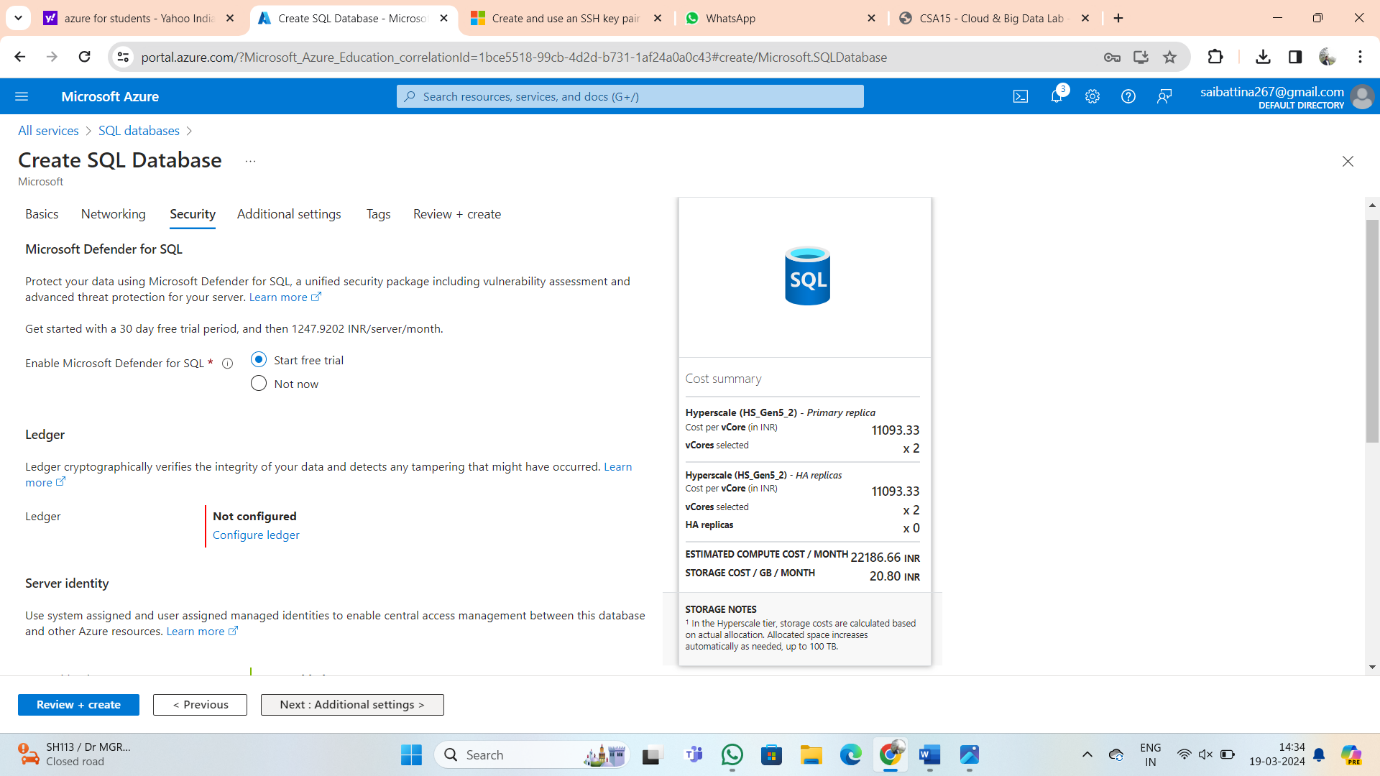 azure for students - Yahoo Indi
Create SQL Database - Microso
Create and use an SSH key pair
WhatsApp
CSA15 - Cloud & Big Data Lab
portal.azure.com/?Microsoft_Azure_Education_correlationId=1bce5518-99cb-4d2d-b731-1af24a0a0c43#create/Microsoft.SQLDatabase
Microsoft Azure
Search resources, services, and docs (G+/)
3
saibattina267@gmail.com
DEFAULT DIRECTORY
All services > SQL databases >
Create SQL Database ...
Microsoft
Basics Networking Security Additional settings Tags Review + create
Microsoft Defender for SQL
Protect your data using Microsoft Defender for SQL, a unified security package including vulnerability assessment and
advanced threat protection for your server. Learn more
Get started with a 30 day free trial period, and then 1247.9202 INR/server/month.
Enable Microsoft Defender for SQL *
Start free trial
Not now
Ledger
Ledger cryptographically verifies the integrity of your data and detects any tampering that might have occurred. Learn
more
Ledger
Not configured
Configure ledger
Server identity
Use system assigned and user assigned managed identities to enable central access management between this database
and other Azure resources. Learn more
SQL
Cost summary
Hyperscale (HS_Gen5_2) - Primary replica
Cost per vCore (in INR) 11093.33
vCores selected x 2
Hyperscale (HS_Gen5_2) - HA replicas
Cost per vCore (in INR) 11093.33
vCores selected x 2
HA replicas x 0
ESTIMATED COMPUTE COST / MONTH 22186.66 INR
STORAGE COST / GB / MONTH 20.80 INR
STORAGE NOTES
1 In the Hyperscale tier, storage costs are calculated based
on actual allocation. Allocated space increases
automatically as needed, up to 100 TB.
Review + create
< Previous
Next : Additional settings >
SH113 / Dr MGR...
Closed road
Search
ENG
IN
14:34
19-03-2024
PRE